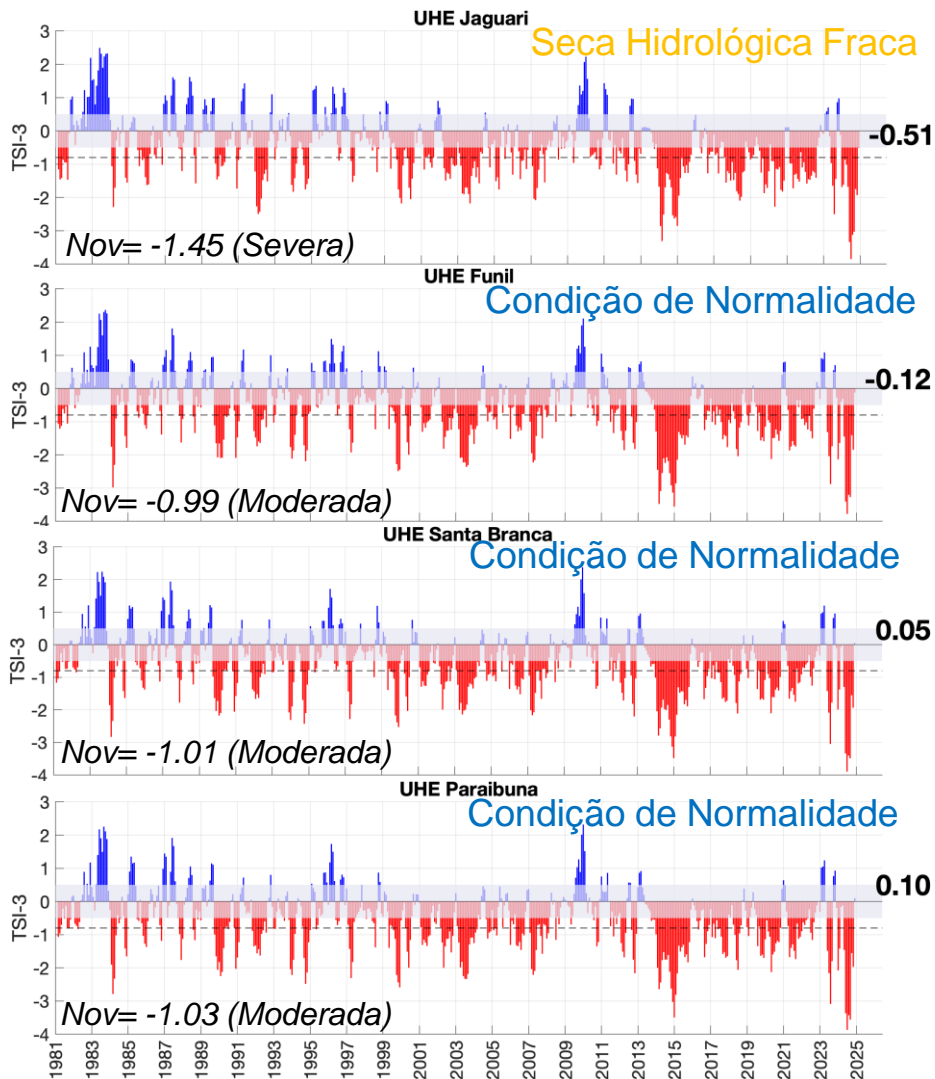 UHE Jaguari
Seca Hidrológica Fraca
3
2
1
0
-1
-2
-3
-4
TSI-3
-0.51
Nov= -1.45 (Severa)
UHE Funil
Condição de Normalidade
3
2
1
0
-1
-2
-3
-4
TSI-3
-0.12
Nov= -0.99 (Moderada)
UHE Santa Branca
Condição de Normalidade
3
2
1
0
-1
-2
-3
-4
TSI-3
0.05
Nov= -1.01 (Moderada)
UHE Paraibuna
Condição de Normalidade
3
2
1
0
-1
-2
-3
-4
TSI-3
0.10
Nov= -1.03 (Moderada)
1981 1983 1985 1987 1989 1991 1993 1995 1997 1999 2001 2003 2005 2007 2009 2011 2013 2015 2017 2019 2021 2023 2025